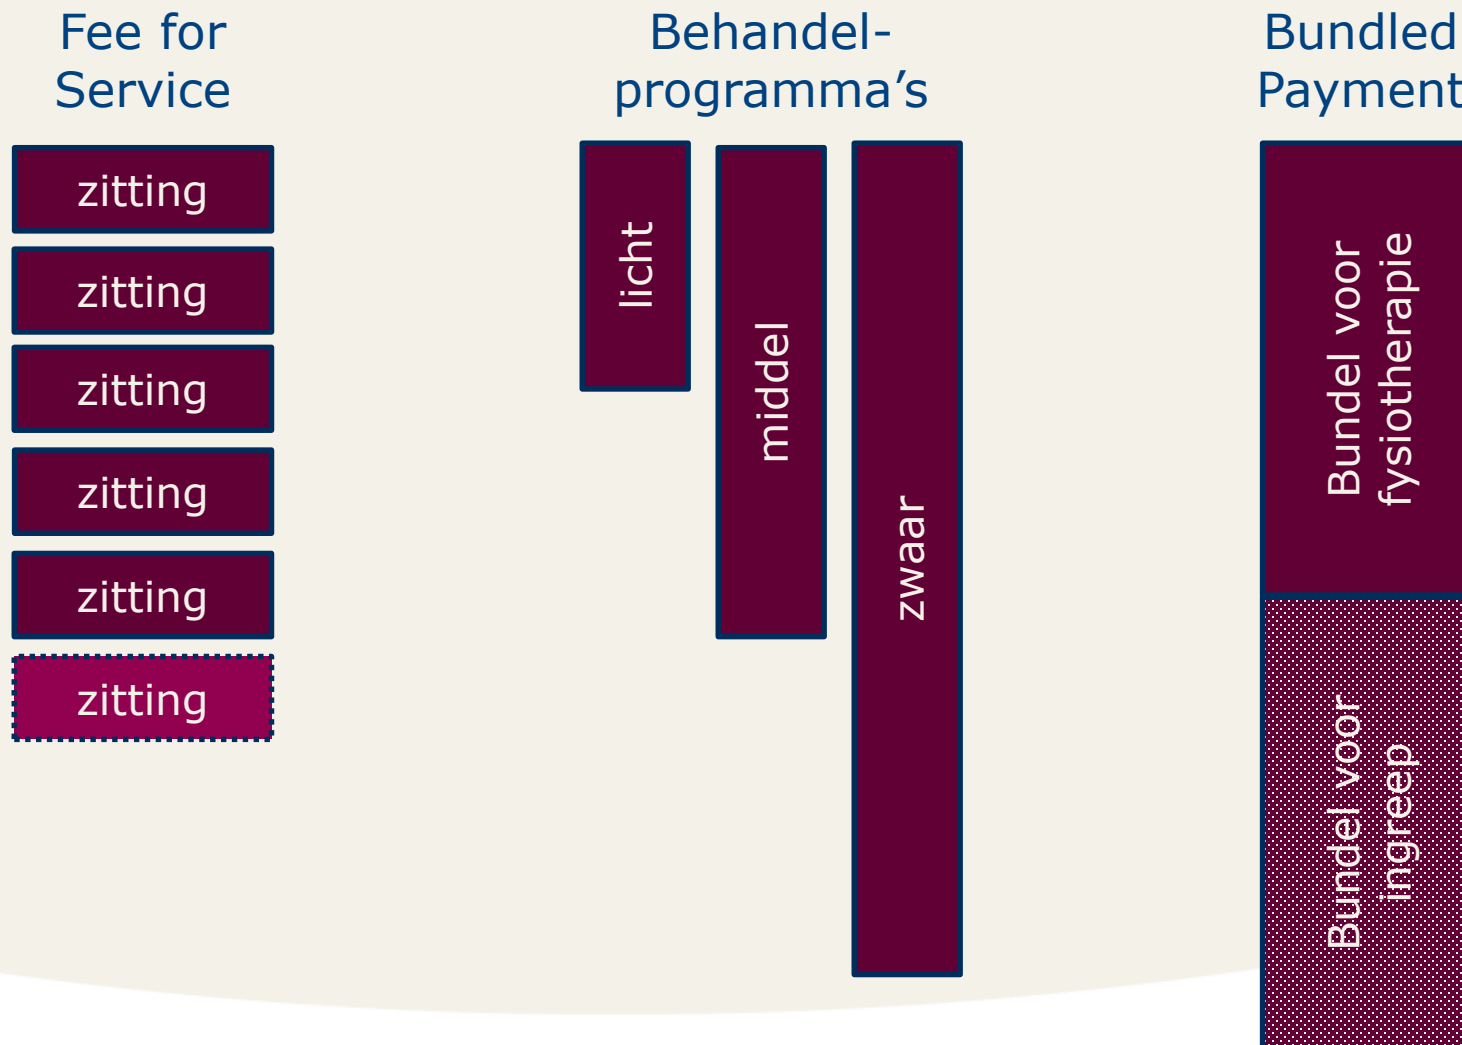 Fee for
Service
zitting
zitting
zitting
zitting
zitting
zitting
Behandel-
programma's
licht
middel
zwaar
Bundled
Payment
Bundel voor
fysiotherapie
Bundel voor
ingreep